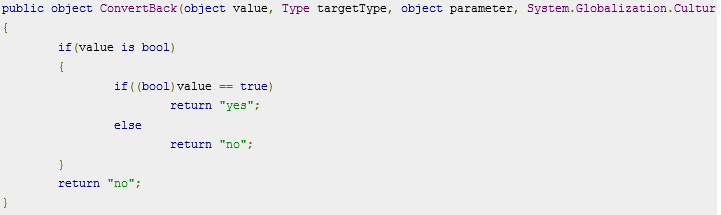 public object ConvertBack(object value, Type targetType, object parameter, System.Globalization.Cultur
{
if(value is bool)
{
if((bool)value == true)
return "yes";
else
return "no";
}
return "no";
}